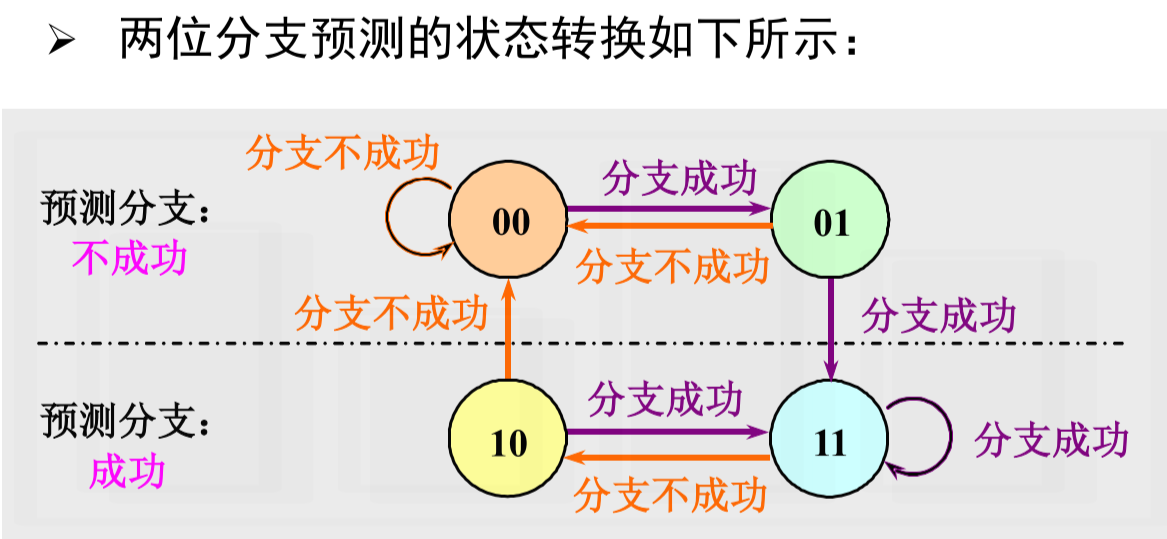 ➢ 两位分支预测的状态转换如下所示：
分支不成功
分支成功
预测分支：
不成功
00
01
分支不成功
分支不成功
分支成功
预测分支：
成功
分支成功
10
11
分支成功
分支不成功